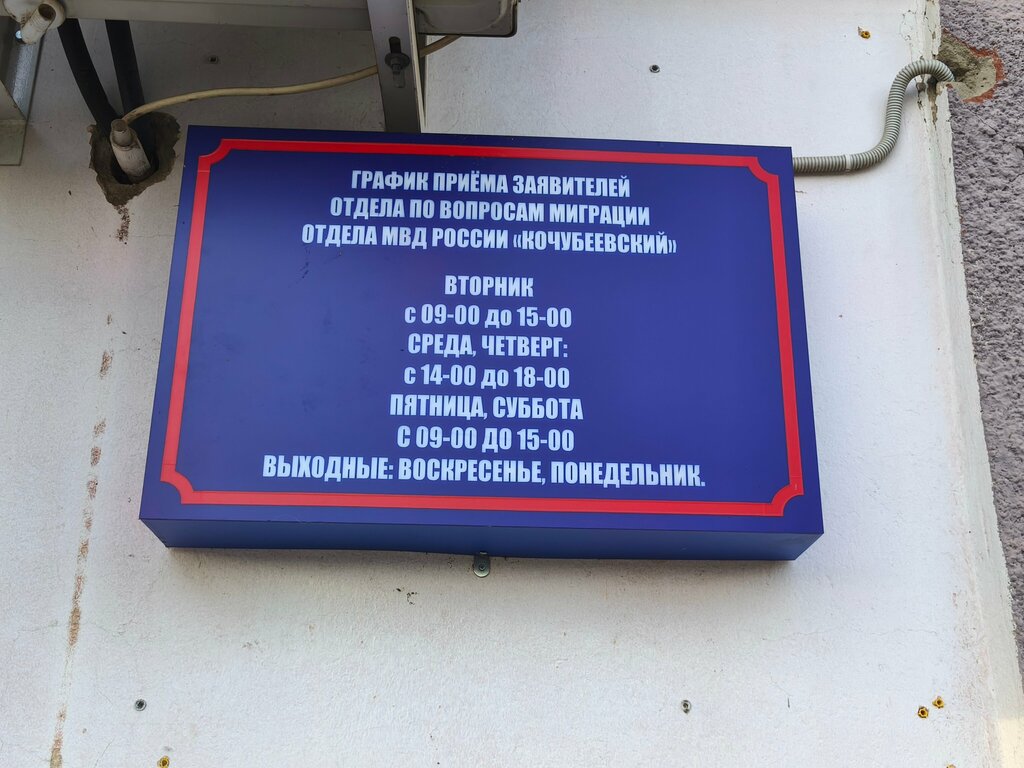 ГРАФИК ПРИЁМА ЗАЯВИТЕЛЕЙ
ОТДЕЛА ПО ВОПРОСАМ МИГРАЦИИ
ОТДЕЛА МВД РОССИИ «КОЧУБЕЕВСКИЙ»
ВТОРНИК
с 09-00 до 15-00
СРЕДА, ЧЕТВЕРГ:
с 14-00 до 18-00
ПЯТНИЦА, СУББОТА
С 09-00 ДО 15-00
ВЫХОДНЫЕ: ВОСКРЕСЕНЬЕ, ПОНЕДЕЛЬНИК.